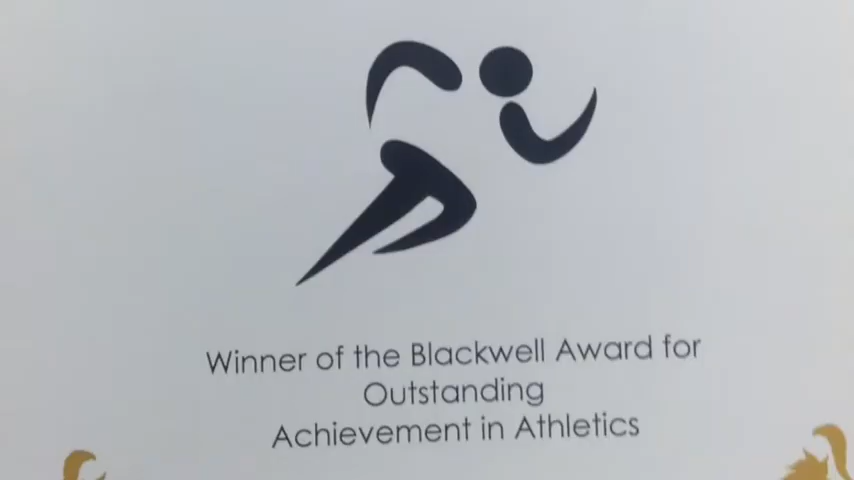 Winner of the Blackwell Award for
Outstanding
Achievement in Athletics